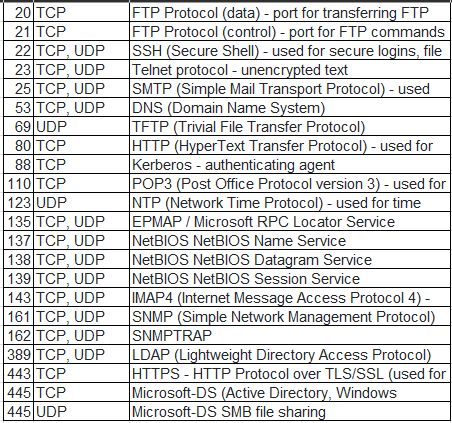 20 TCP FTP Protocol (data) - port for transferring FTP
21 TCP FTP Protocol (control) - port for FTP commands
22 TCP, UDP SSH (Secure Shell) - used for secure logins, file
23 TCP, UDP Telnet protocol - unencrypted text
25 TCP, UDP SMTP (Simple Mail Transport Protocol) - used
53 TCP, UDP DNS (Domain Name System)
69 UDP TFTP (Trivial File Transfer Protocol)
80 TCP HTTP (HyperText Transfer Protocol) - used for
88 TCP Kerberos - authenticating agent
110 TCP POP3 (Post Office Protocol version 3) - used for
123 UDP NTP (Network Time Protocol) - used for time
135 TCP, UDP EPMAP / Microsoft RPC Locator Service
137 TCP, UDP NetBIOS NetBIOS Name Service
138 TCP, UDP NetBIOS NetBIOS Datagram Service
139 TCP, UDP NetBIOS NetBIOS Session Service
143 TCP, UDP IMAP4 (Internet Message Access Protocol 4) -
161 TCP, UDP SNMP (Simple Network Management Protocol)
162 TCP, UDP SNMPTRAP
389 TCP, UDP LDAP (Lightweight Directory Access Protocol)
443 TCP HTTPS - HTTP Protocol over TLS/SSL (used for
445 TCP Microsoft-DS (Active Directory, Windows
445 UDP Microsoft-DS SMB file sharing